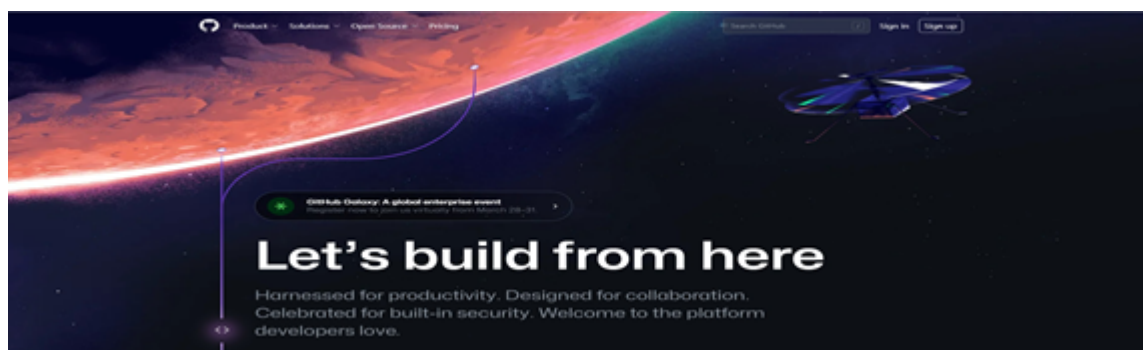 Product Solutions Open Source Pricing Search GitHub / Sign in Sign up
GitHub Galaxy: A global enterprise event
Register now to join us virtually from March 28-31.
Let's build from here
Harnessed for productivity. Designed for collaboration.
Celebrated for built-in security. Welcome to the platform
developers love.